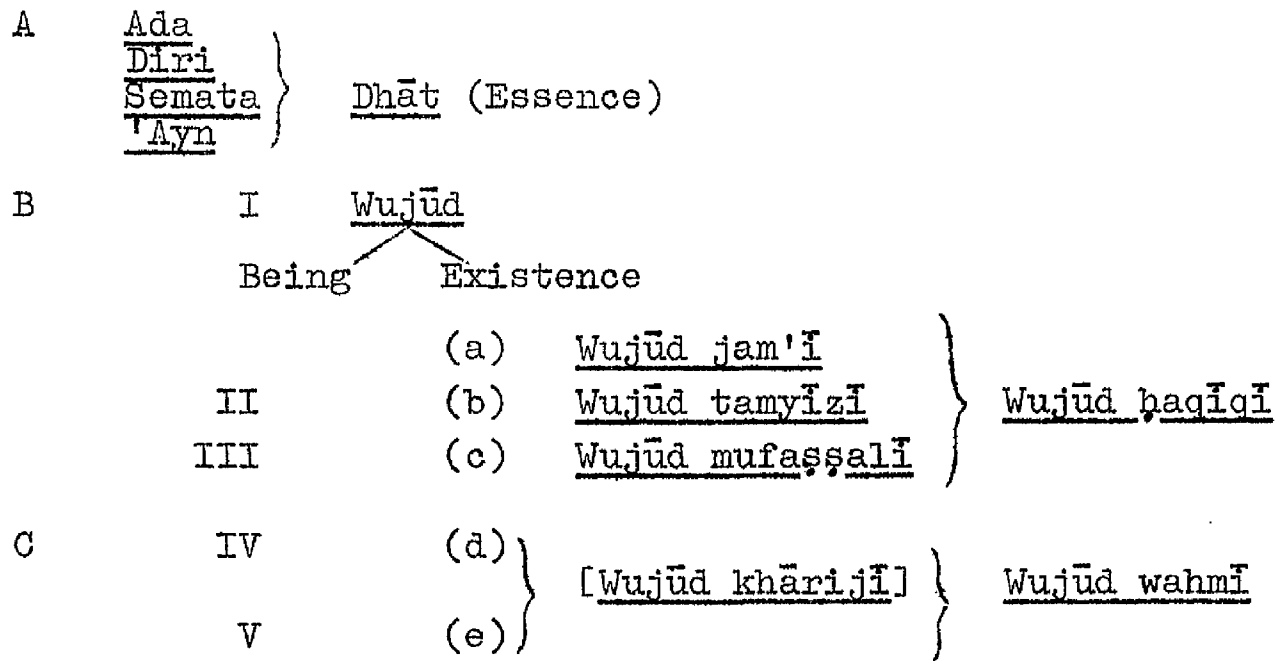 A Ada
Diri
Semata
'Ayn
Dhāt (Essence)
B I Wujūd
Being Existence
(a) Wujūd jam'ī
II (b) Wujūd tamyīzī
III (c) Wujūd mufaṣṣalī
Wujūd ḥaqīqī
C IV (d)
[Wujūd khārijī] Wujūd wahmī
V (e)